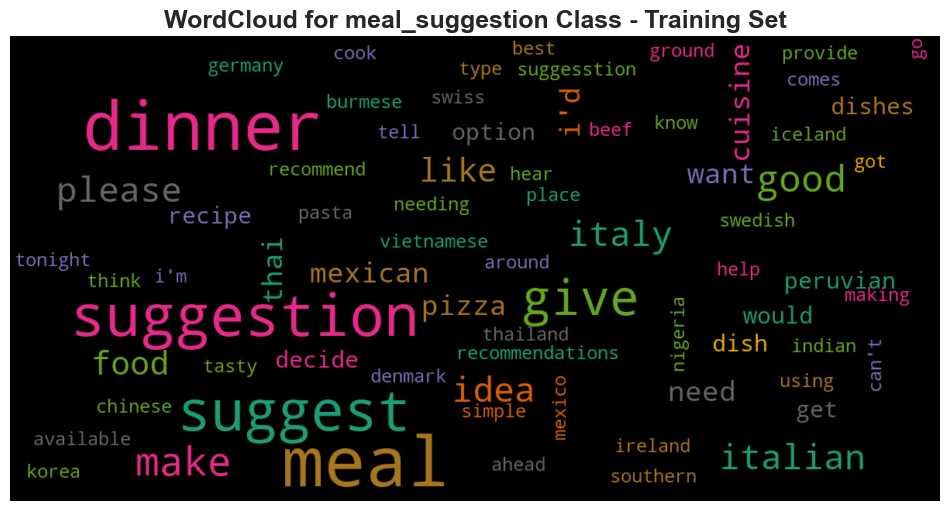 WordCloud for meal_suggestion Class - Training Set
cook
best
ground
provide
go
germany
type
suggesstion
cuisine
comes
burmese
swiss
i'd
dishes
dinner
tell
option
beef
know
iceland
recommend
like
hear
want
good
got
please
recipe
pasta
needing
place
swedish
tonight
think
i'm
thai
vietnamese
around
italy
help
peruvian
making
mexican
suggestion
pizza
give
thailand
nigeria
would
dish
indian
can't
food
tasty
decide
recommendations
denmark
chinese
suggest
idea
simple
mexico
need
using
get
available
make
meal
ahead
ireland
italian
korea
southern